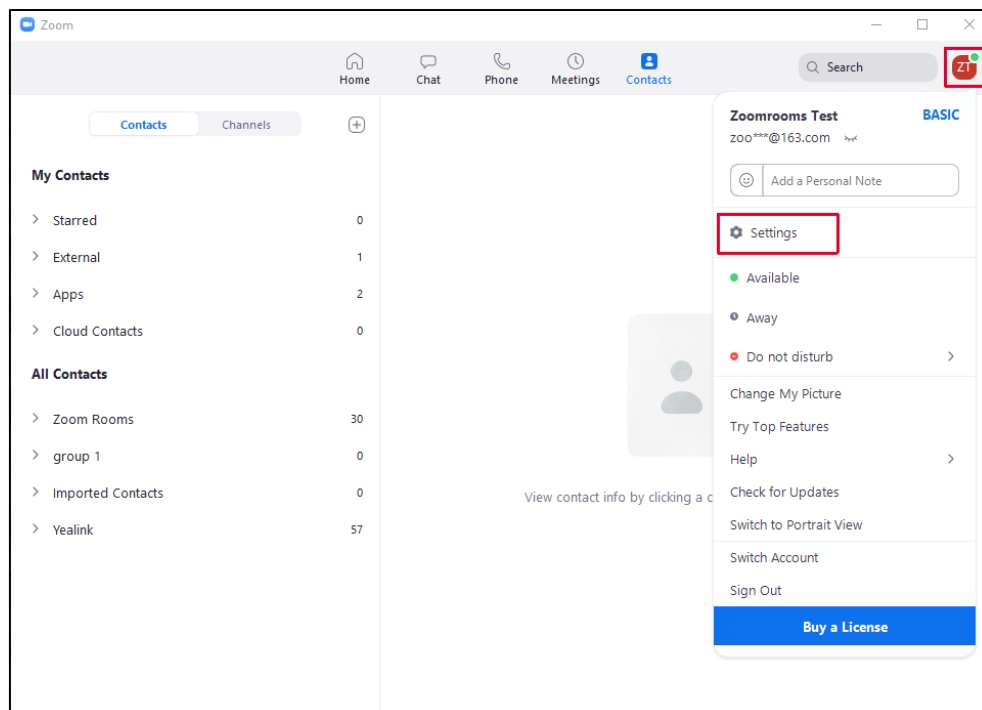 Zoom
Home
Chat
Phone
Meetings
Contacts
Search
ZT
Contacts
Channels
My Contacts
Starred 0
External 1
Apps 2
Cloud Contacts 0
All Contacts
Zoom Rooms 30
group 1 0
Imported Contacts 0
Yealink 57
View contact info by clicking a c
Zoomrooms Test BASIC
zoo***@163.com
Add a Personal Note
Settings
Available
Away
Do not disturb
Change My Picture
Try Top Features
Help
Check for Updates
Switch to Portrait View
Switch Account
Sign Out
Buy a License